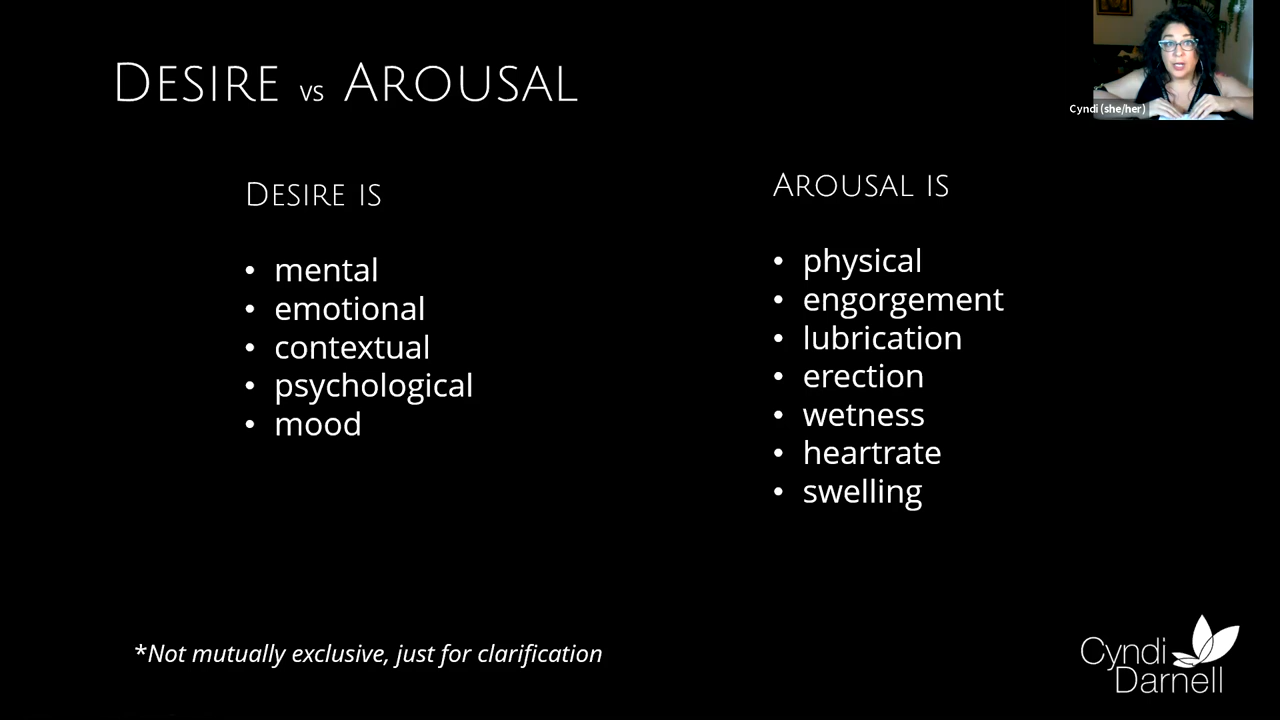 Desire vs Arousal
Cyndi (she/her)
Desire is
• mental
• emotional
• contextual
• psychological
• mood
Arousal is
• physical
• engorgement
• lubrication
• erection
• wetness
• heartrate
• swelling
*Not mutually exclusive, just for clarification
Cyndi
Darnell